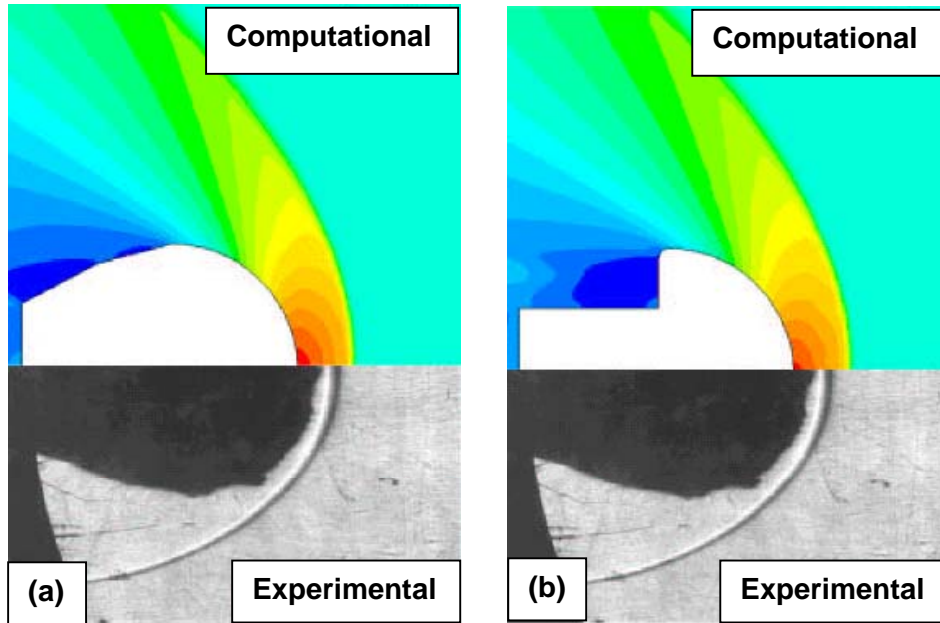 Computational
Computational
(a)
Experimental
(b)
Experimental